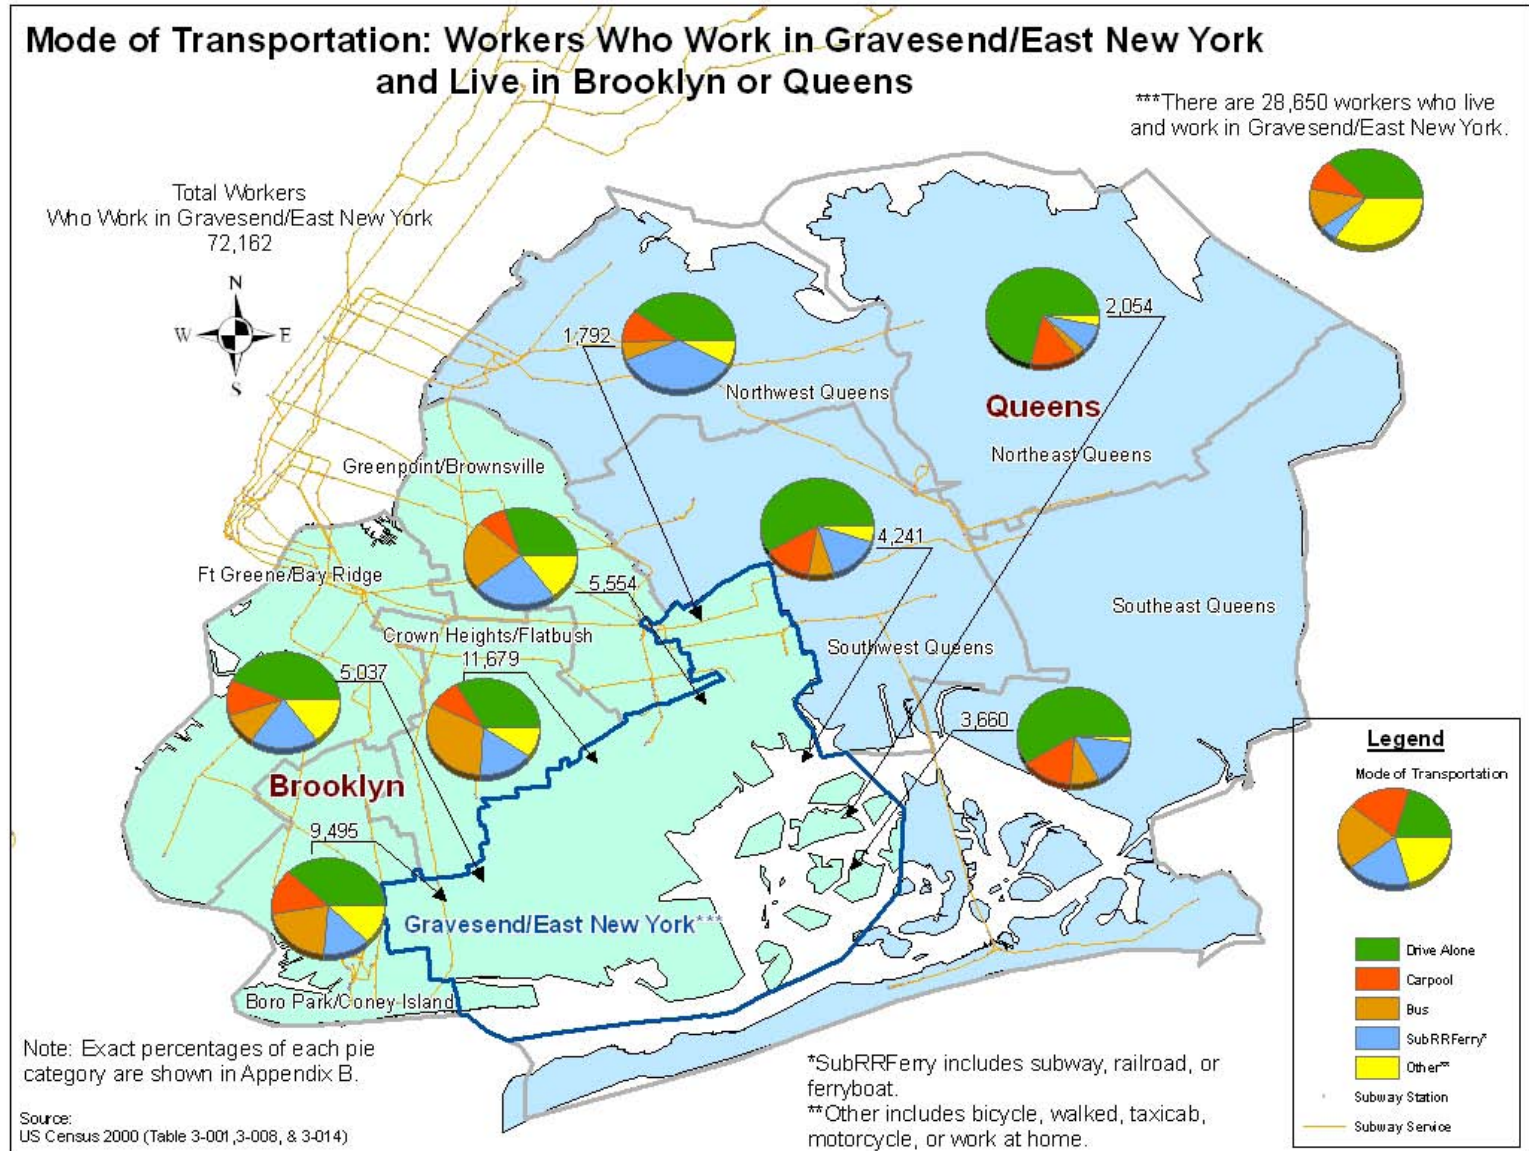 Mode of Transportation: Workers Who Work in Gravesend/East New York
and Live in Brooklyn or Queens
***There are 28,650 workers who live
and work in Gravesend/East New York.
Total Workers
Who Work in Gravesend/East New York
72,162
N
W
E
S
1,792
2,054
Northwest Queens
Queens
Northeast Queens
Greenpoint/Brownsville
4,241
Ft Greene/Bay Ridge
5,554
Southeast Queens
Crown Heights/Flatbush
11,679
Southwest Queens
5,037
3,660
Brooklyn
9,495
Gravesend/East New York***
Boro Park/Coney Island
Legend
Mode of Transportation
Drive Alone
Carpool
Bus
SubRRFerry*
Other**
Subway Station
Subway Service
Note: Exact percentages of each pie
category are shown in Appendix B.
Source:
US Census 2000 (Table 3-001,3-008, & 3-014)
*SubRRFerry includes subway, railroad, or
ferryboat.
**Other includes bicycle, walked, taxicab,
motorcycle, or work at home.